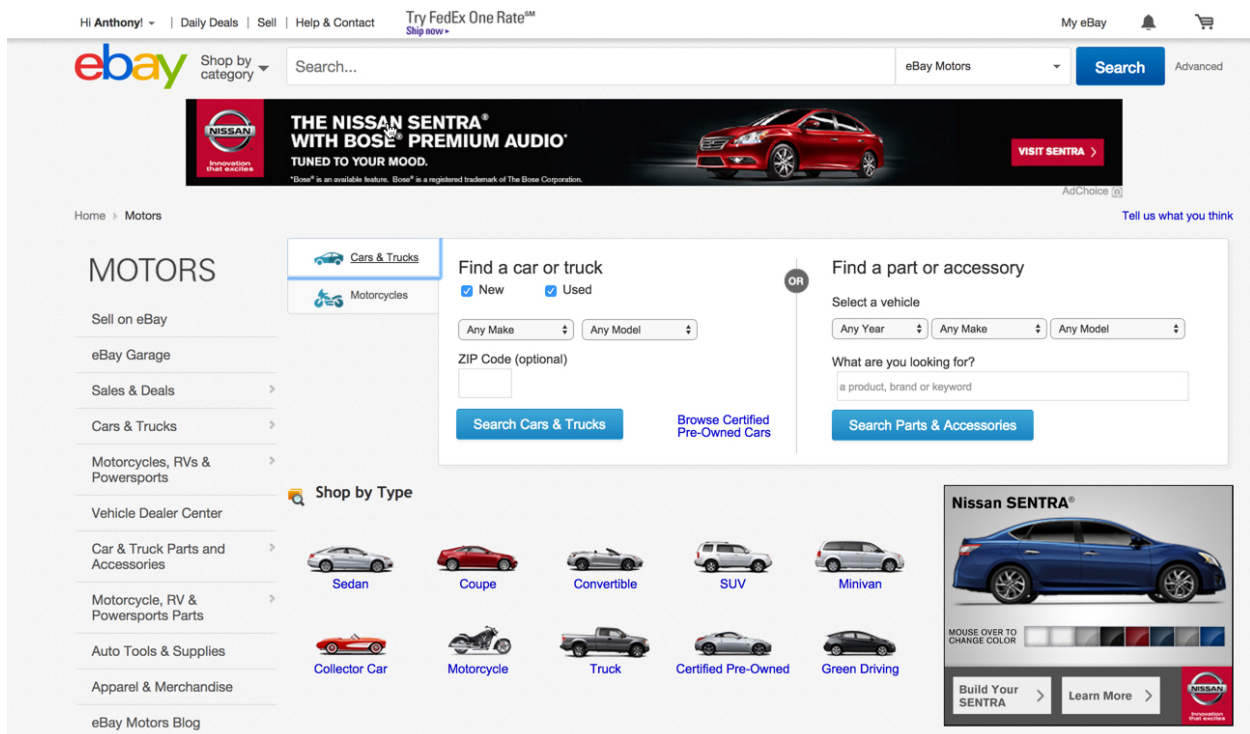 Hi Anthony! | Daily Deals | Sell | Help & Contact
Try FedEx One Rate℠
Ship now ▸
My eBay
ebay
Shop by
category
Search...
eBay Motors
Search
Advanced
NISSAN
Innovation
that excites
THE NISSAN SENTRA®
WITH BOSE® PREMIUM AUDIO*
TUNED TO YOUR MOOD.
*Bose® is an available feature. Bose® is a registered trademark of The Bose Corporation.
VISIT SENTRA >
AdChoice
Home Motors
Tell us what you think
MOTORS
Sell on eBay
eBay Garage
Sales & Deals
Cars & Trucks
Motorcycles, RVs &
Powersports
Vehicle Dealer Center
Car & Truck Parts and
Accessories
Motorcycle, RV &
Powersports Parts
Auto Tools & Supplies
Apparel & Merchandise
eBay Motors Blog
Cars & Trucks
Motorcycles
Find a car or truck
New Used
Any Make Any Model
ZIP Code (optional)
Search Cars & Trucks
Browse Certified
Pre-Owned Cars
OR
Find a part or accessory
Select a vehicle
Any Year Any Make Any Model
What are you looking for?
a product, brand or keyword
Search Parts & Accessories
Shop by Type
Sedan Coupe Convertible SUV Minivan
Collector Car Motorcycle Truck Certified Pre-Owned Green Driving
Nissan SENTRA®
MOUSE OVER TO
CHANGE COLOR
Build Your
SENTRA >
Learn More >
NISSAN
Innovation
that excites